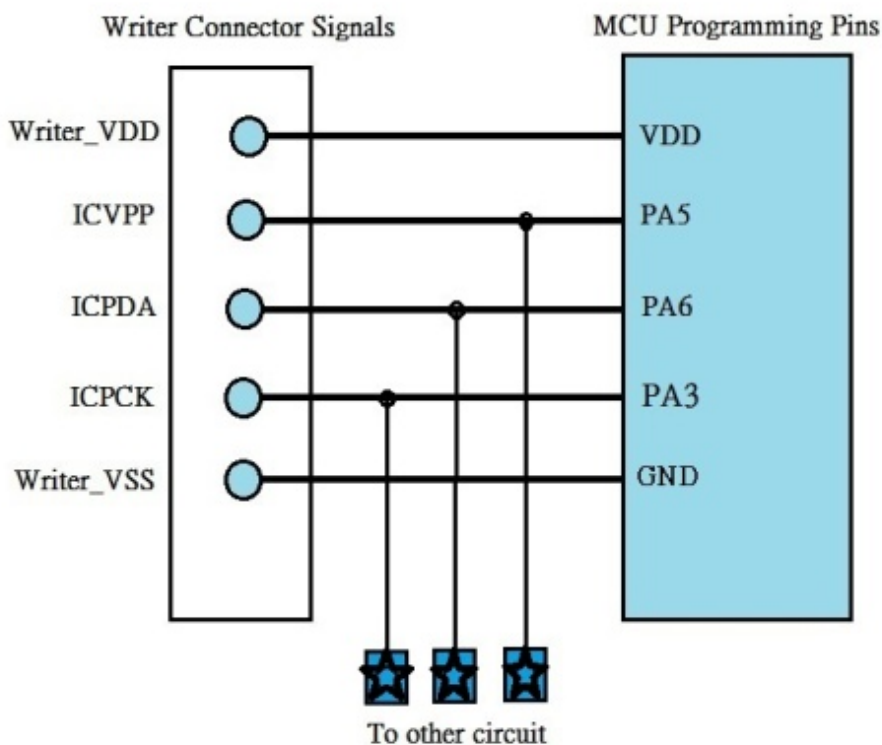 Writer Connector Signals
MCU Programming Pins
Writer_VDD
VDD
ICVPP
PA5
ICPDA
PA6
ICPCK
PA3
Writer_VSS
GND
To other circuit